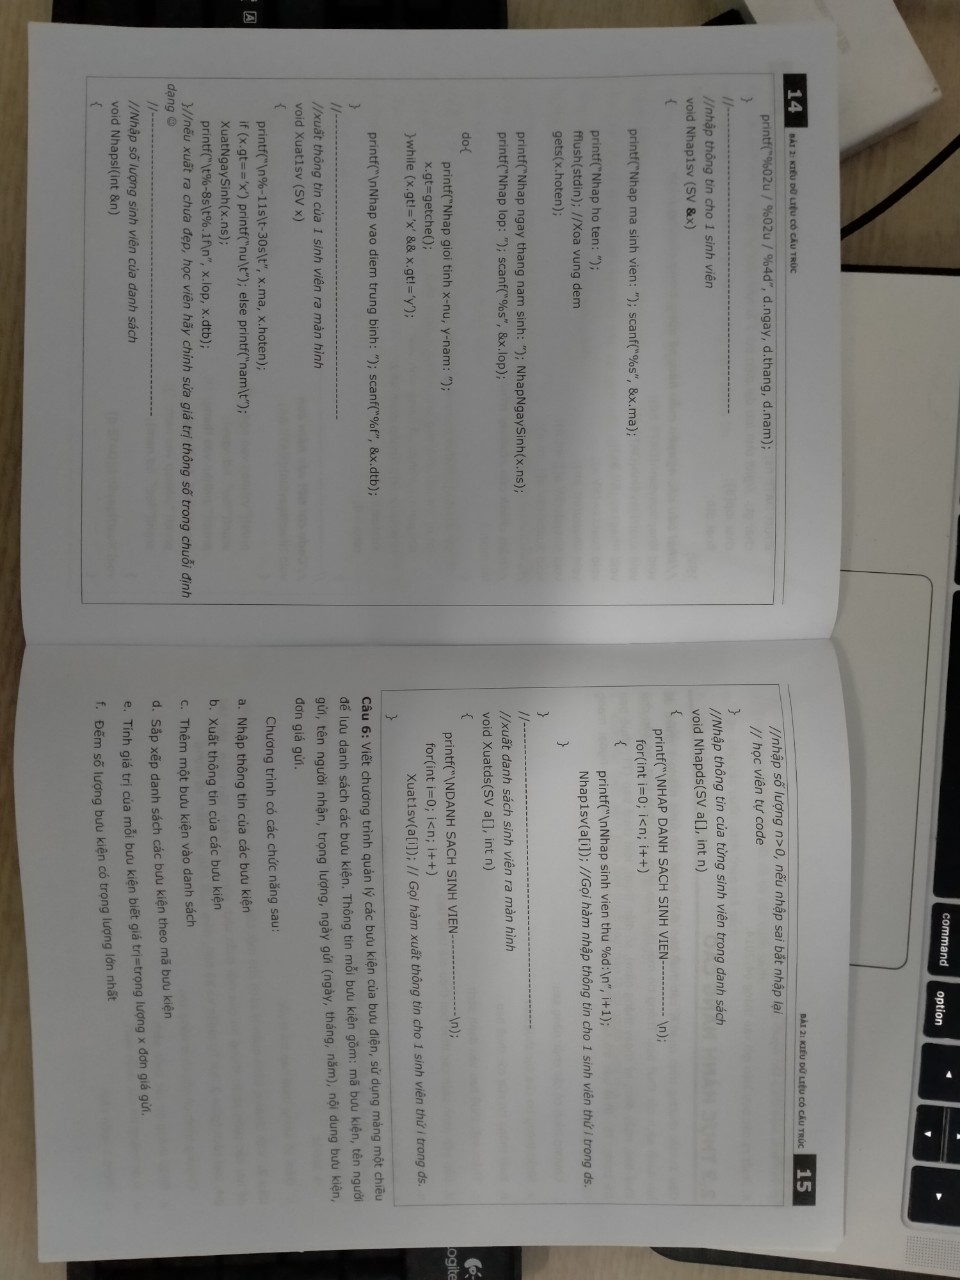 14
BÀI 2: KIỂU DỮ LIỆU CÓ CẤU TRÚC
printf("%02u / %02u / %4d", d.ngay, d.thang, d.nam);
}
//-----------------------------------------------
//nhập thông tin cho 1 sinh viên
void Nhap1sv (SV &x)
{
printf("Nhap ma sinh vien: "); scanf("%s", &x.ma);
printf("Nhap ho ten: ");
fflush(stdin); //Xoa vung dem
gets(x.hoten);
printf("Nhap ngay thang nam sinh: "); NhapNgaySinh(x.ns);
printf("Nhap lop: "); scanf("%s", &x.lop);
do{
printf("Nhap gioi tinh x-nu, y-nam: ");
x.gt=getche();
}while (x.gt!='x' && x.gt!='y');
printf("\nNhap vao diem trung binh: "); scanf("%f", &x.dtb);
}
//-----------------------------------------------
//xuất thông tin của 1 sinh viên ra màn hình
void Xuat1sv (SV x)
{
printf("\n%-11s\t-30s\t", x.ma, x.hoten);
if (x.gt=='x') printf("nu\t"); else printf("nam\t");
XuatNgaySinh(x.ns);
printf("\t%-8s\t%.1f\n", x.lop, x.dtb);
}//nếu xuất ra chưa đẹp, học viên hãy chỉnh sửa giá trị thông số trong chuỗi định
dạng ☺
//-----------------------------------------------
//Nhập số lượng sinh viên của danh sách
void Nhapsl(int &n)
{
BÀI 2: KIỂU DỮ LIỆU CÓ CẤU TRÚC
15
//nhập số lượng n>0, nếu nhập sai bắt nhập lại
// học viên tự code
}
//Nhập thông tin của từng sinh viên trong danh sách
void Nhapds(SV a[], int n)
{
printf("\NHAP DANH SACH SINH VIEN------------ \n);
for(int i=0; i<n; i++)
{
printf("\nNhap sinh vien thu %d:\n", i+1);
Nhap1sv(a[i]); //Gọi hàm nhập thông tin cho 1 sinh viên thứ i trong ds.
}
}
//-----------------------------------------------
//xuất danh sách sinh viên ra màn hình
void Xuatds(SV a[], int n)
{
printf("\NDANH SACH SINH VIEN-------------\n);
for(int i=0; i<n; i++)
Xuat1sv(a[i]); // Gọi hàm xuất thông tin cho 1 sinh viên thứ i trong ds.
}
Câu 6: Viết chương trình quản lý các bưu kiện của bưu điện, sử dụng mảng một chiều
để lưu danh sách các bưu kiện. Thông tin mỗi bưu kiện gồm: mã bưu kiện, tên người
gửi, tên người nhận, trọng lượng, ngày gửi (ngày, tháng, năm), nội dung bưu kiện,
đơn giá gửi.
Chương trình có các chức năng sau:
a. Nhập thông tin của các bưu kiện
b. Xuất thông tin của các bưu kiện
c. Thêm một bưu kiện vào danh sách
d. Sắp xếp danh sách các bưu kiện theo mã bưu kiện
e. Tính giá trị của mỗi bưu kiện biết giá trị=trọng lượng x đơn giá gửi.
f. Đếm số lượng bưu kiện có trọng lượng lớn nhất
command
option
A